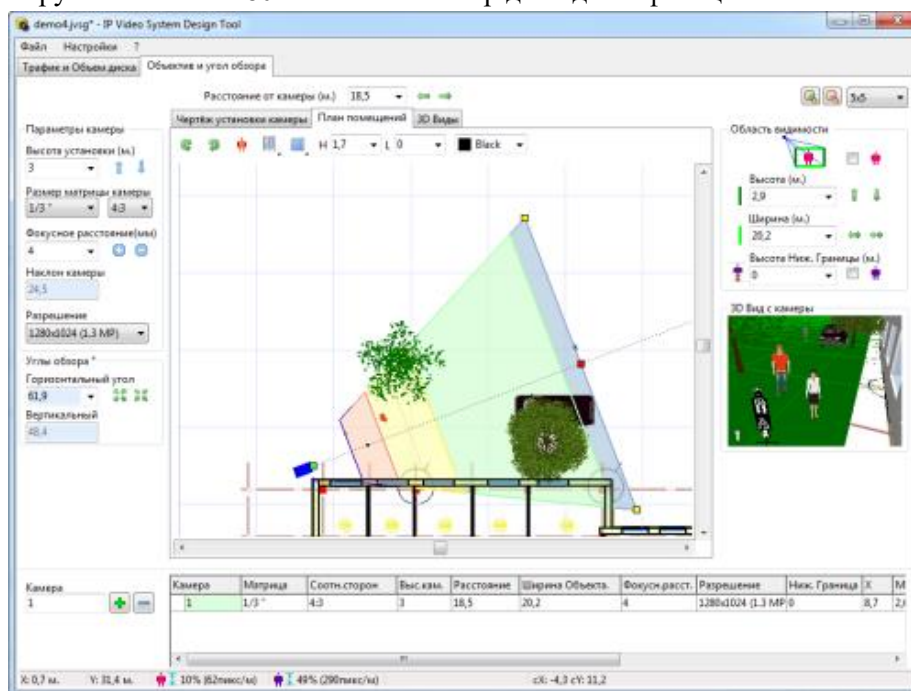 demo4.jvsg* - IP Video System Design Tool
Файл Настройки ?
Трафик и Объем диска Объектив и угол обзора
Расстояние от камеры (м.) 18,5
5x5
Чертёж установки камеры План помещений 3D Виды
H 1,7 L 0 Black
Параметры камеры
Высота установки (м.)
3
Размер матрицы камеры
1/3 " 4:3
Фокусное расстояние(мм)
4
Наклон камеры
24,5
Разрешение
1280x1024 (1.3 MP)
Углы обзора *
Горизонтальный угол
61,9
Вертикальный
48,4
Область видимости
Высота (м.)
2,9
Ширина (м.)
20,2
Высота Ниж. Границы (м.)
0
3D Вид с камеры
1
Камера
1
Камера Матрица Соотн.сторон Выс.кам. Расстояние Ширина Объекта. Фокусн.расст. Разрешение Ниж. Граница X М
1 1/3 " 4:3 3 18,5 20,2 4 1280x1024 (1.3 MP 0 8,7 2,
X: 0,7 м. Y: 31,4 м. 10% (62пикс/м) 49% (290пикс/м) cX: -4,3 cY: 11,2